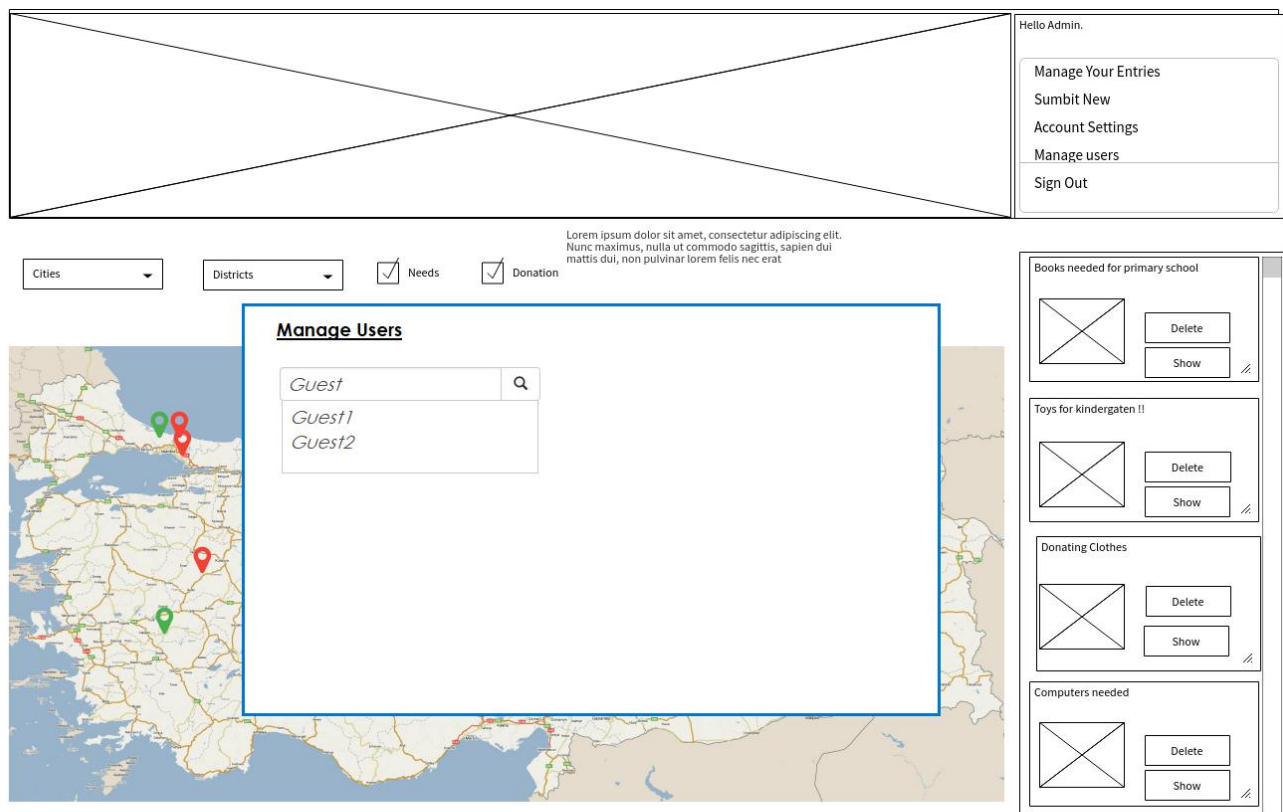 Hello Admin.
Manage Your Entries
Sumbit New
Account Settings
Manage users
Sign Out
Lorem ipsum dolor sit amet, consectetur adipiscing elit.
Nunc maximus, nulla ut commodo sagittis, sapien dui
mattis dui, non pulvinar lorem felis nec erat
Cities
Districts
Needs
Donation
Manage Users
Guest
Guest1
Guest2
Books needed for primary school
Delete
Show
Toys for kindergaten !!
Delete
Show
Donating Clothes
Delete
Show
Computers needed
Delete
Show